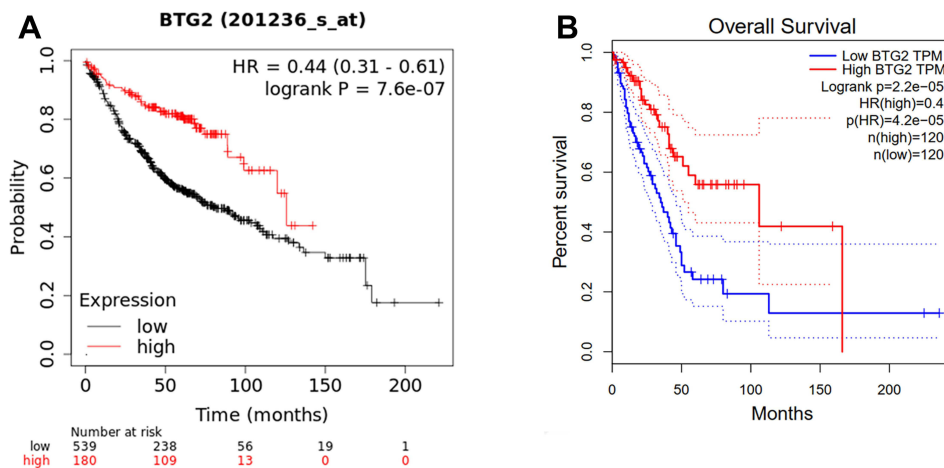 A
BTG2 (201236_s_at)
HR = 0.44 (0.31 - 0.61)
logrank P = 7.6e-07
Probability
1.0
0.8
0.6
0.4
0.2
0.0
Expression
low
high
0 50 100 150 200
Time (months)
Number at risk
low 539 238 56 19 1
high 180 109 13 0 0
B
Overall Survival
Low BTG2 TPM
High BTG2 TPM
Logrank p=2.2e-05
HR(high)=0.4
p(HR)=4.2e-05
n(high)=120
n(low)=120
Percent survival
1.0
0.8
0.6
0.4
0.2
0.0
0 50 100 150 200
Months